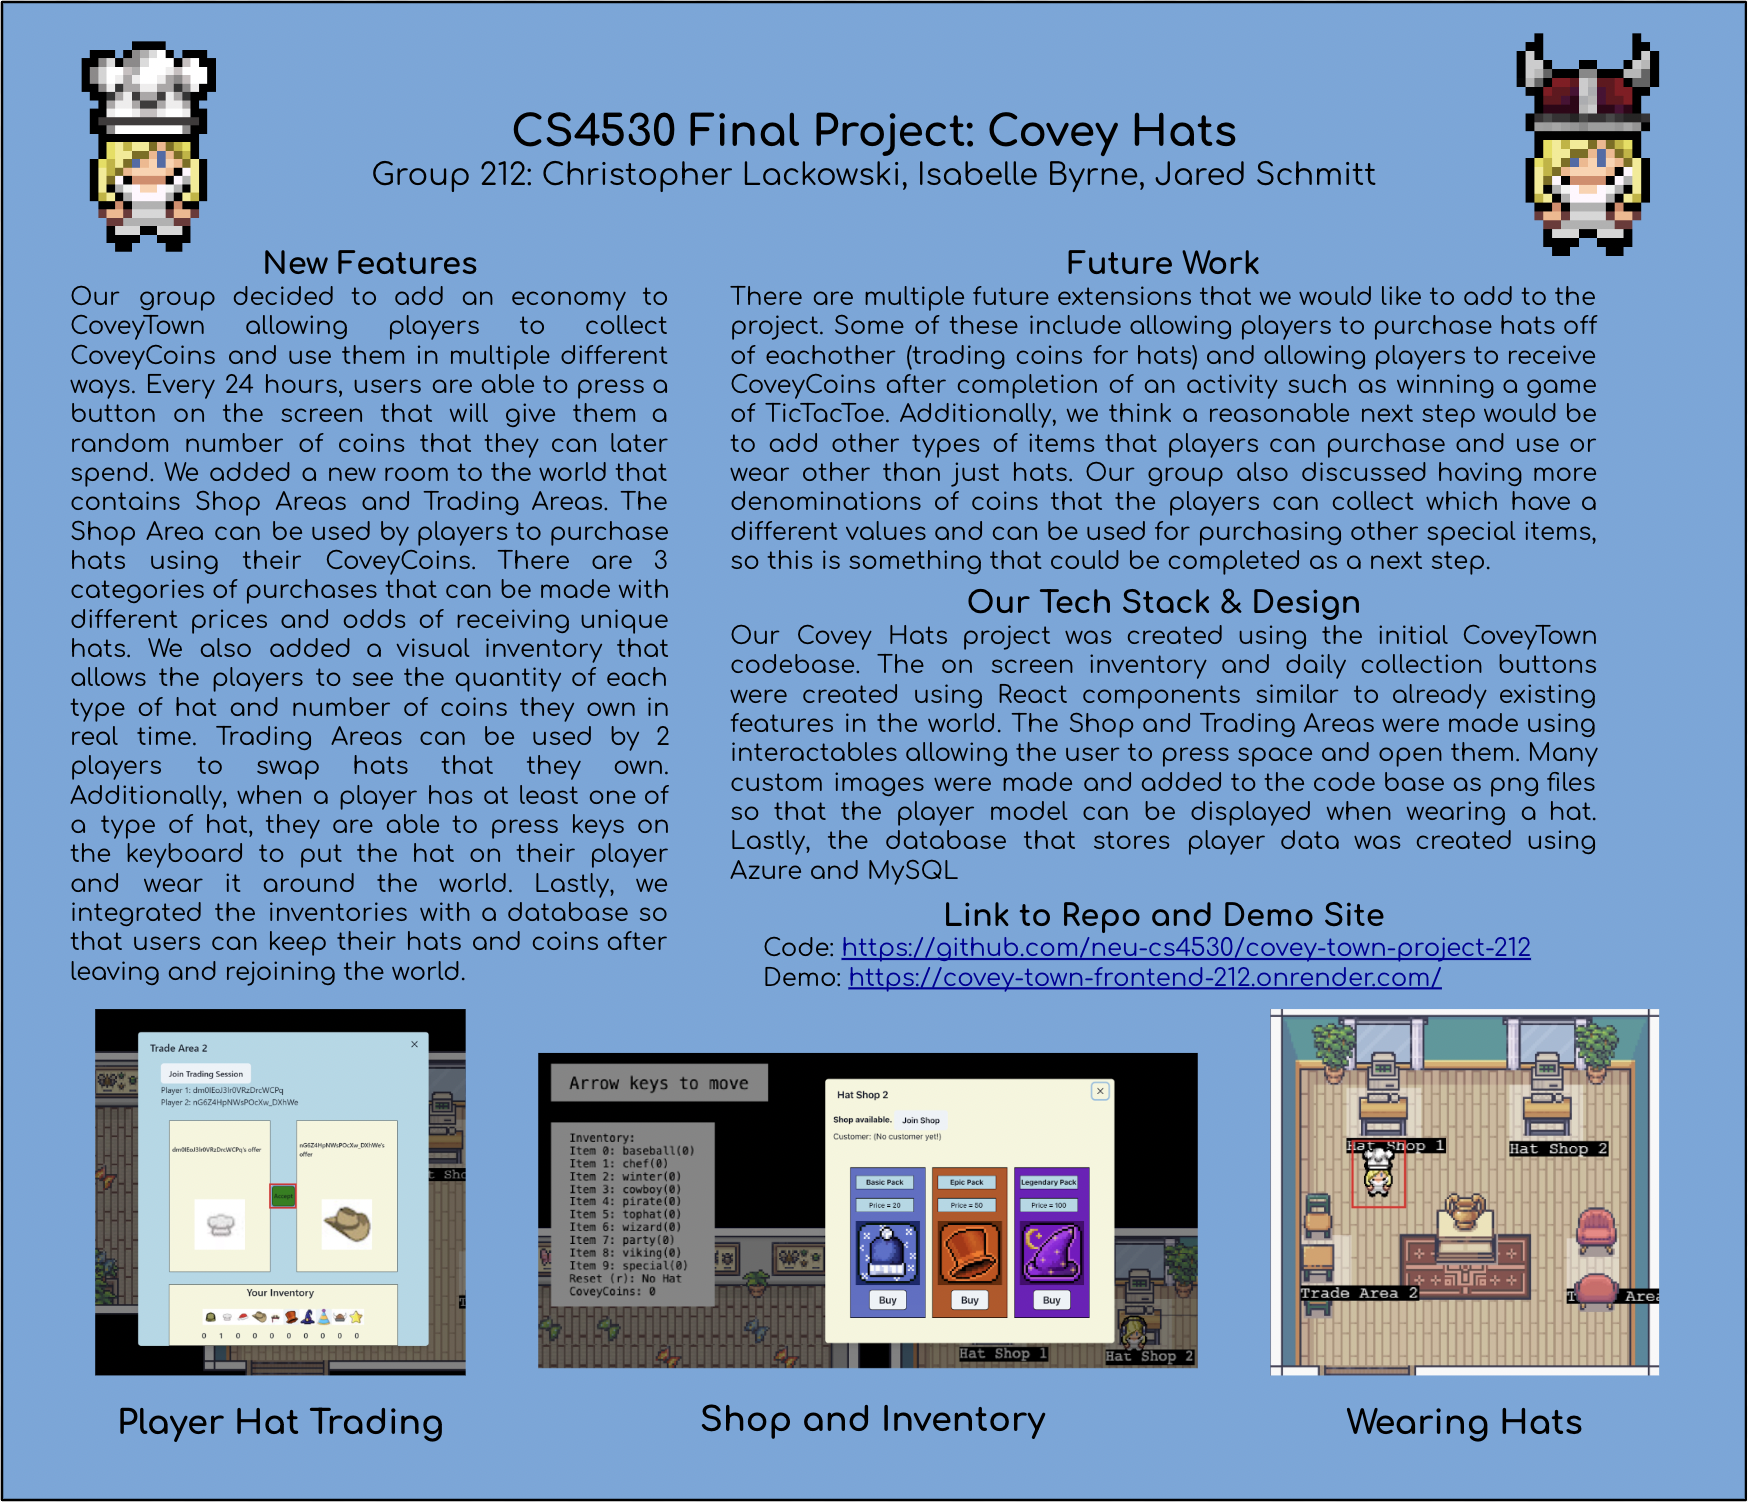 CS4530 Final Project: Covey Hats
Group 212: Christopher Lackowski, Isabelle Byrne, Jared Schmitt
New Features
Our group decided to add an economy to
CoveyTown allowing players to collect
CoveyCoins and use them in multiple different
ways. Every 24 hours, users are able to press a
button on the screen that will give them a
random number of coins that they can later
spend. We added a new room to the world that
contains Shop Areas and Trading Areas. The
Shop Area can be used by players to purchase
hats using their CoveyCoins. There are 3
categories of purchases that can be made with
different prices and odds of receiving unique
hats. We also added a visual inventory that
allows the players to see the quantity of each
type of hat and number of coins they own in
real time. Trading Areas can be used by 2
players to swap hats that they own.
Additionally, when a player has at least one of
a type of hat, they are able to press keys on
the keyboard to put the hat on their player
and wear it around the world. Lastly, we
integrated the inventories with a database so
that users can keep their hats and coins after
leaving and rejoining the world.
Future Work
There are multiple future extensions that we would like to add to the
project. Some of these include allowing players to purchase hats off
of eachother (trading coins for hats) and allowing players to receive
CoveyCoins after completion of an activity such as winning a game
of TicTacToe. Additionally, we think a reasonable next step would be
to add other types of items that players can purchase and use or
wear other than just hats. Our group also discussed having more
denominations of coins that the players can collect which have a
different values and can be used for purchasing other special items,
so this is something that could be completed as a next step.
Our Tech Stack & Design
Our Covey Hats project was created using the initial CoveyTown
codebase. The on screen inventory and daily collection buttons
were created using React components similar to already existing
features in the world. The Shop and Trading Areas were made using
interactables allowing the user to press space and open them. Many
custom images were made and added to the code base as png files
so that the player model can be displayed when wearing a hat.
Lastly, the database that stores player data was created using
Azure and MySQL
Link to Repo and Demo Site
Code: https://github.com/neu-cs4530/covey-town-project-212
Demo: https://covey-town-frontend-212.onrender.com/
Trade Area 2
Join Trading Session
Player 1:
Player 2: nG6Z4HpNWsPOcXw_DXhWe
offer
nG6Z4HpNWsPOcXw_DXhWe's
offer
Accept
Your Inventory
0 1 0 0 0 0 0 0 0 0
Player Hat Trading
Arrow keys to move
Inventory:
Item 0: baseball(0)
Item 1: chef(0)
Item 2: winter(0)
Item 3: cowboy(0)
Item 4: pirate(0)
Item 5: tophat(0)
Item 6: wizard(0)
Item 7: party(0)
Item 8: viking(0)
Item 9: special(0)
Reset (r): No Hat
CoveyCoins: 0
Hat Shop 2
Shop available. Join Shop
Customer: (No customer yet!)
Basic Pack
Price = 20
Buy
Epic Pack
Price = 50
Buy
Legendary Pack
Price = 100
Buy
Hat Shop 1
Hat Shop 2
Shop and Inventory
Hat Shop 1
Hat Shop 2
Trade Area 2
Area
Wearing Hats